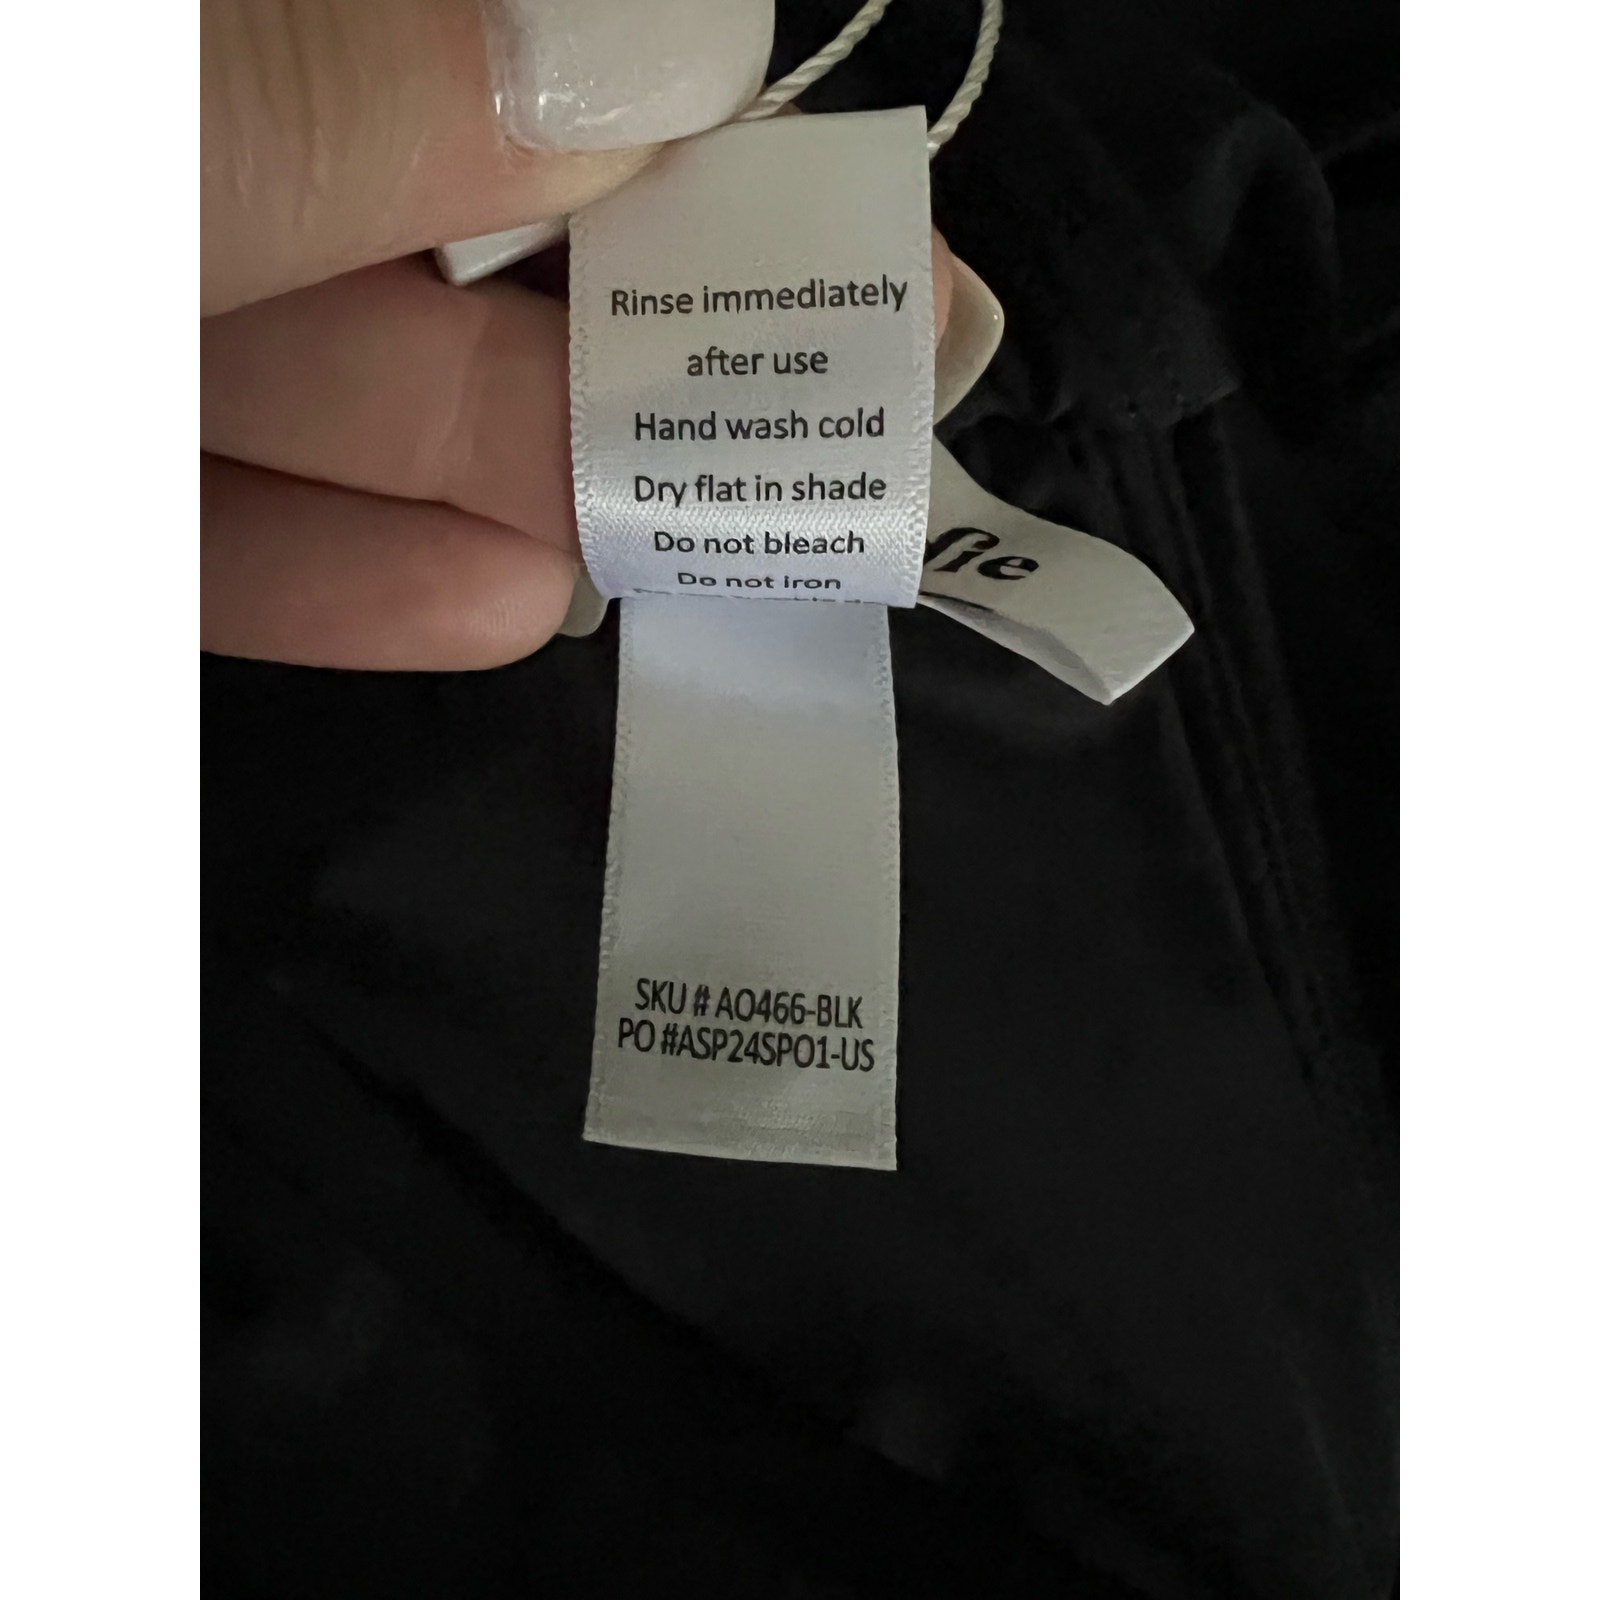 Rinse immediately
after use
Hand wash cold
Dry flat in shade
Do not bleach
Do not iron
SKU # AO466-BLK
PO #ASP24SPO1-US